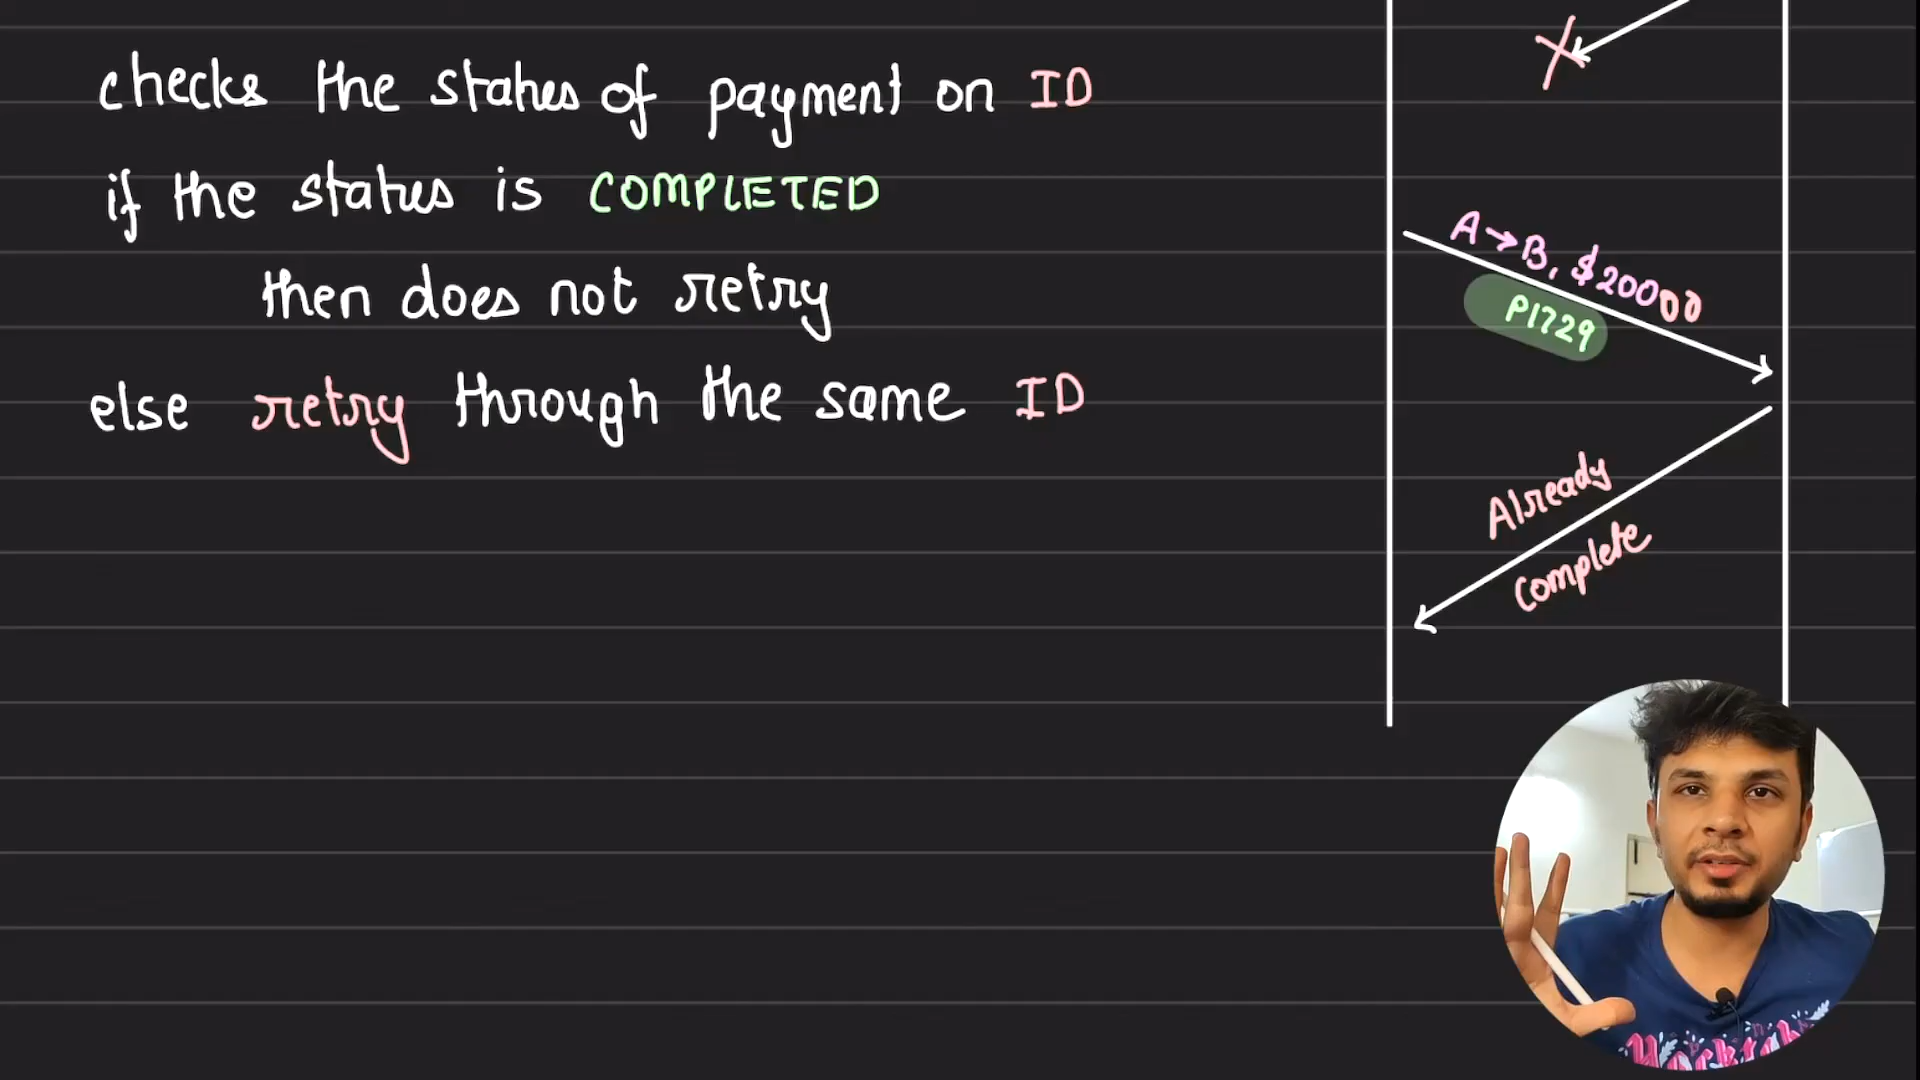 checks the status of payment on ID
if the status is COMPLETED
then does not retry
else retry through the same ID
A→B, $20000
P1729
Already
Complete